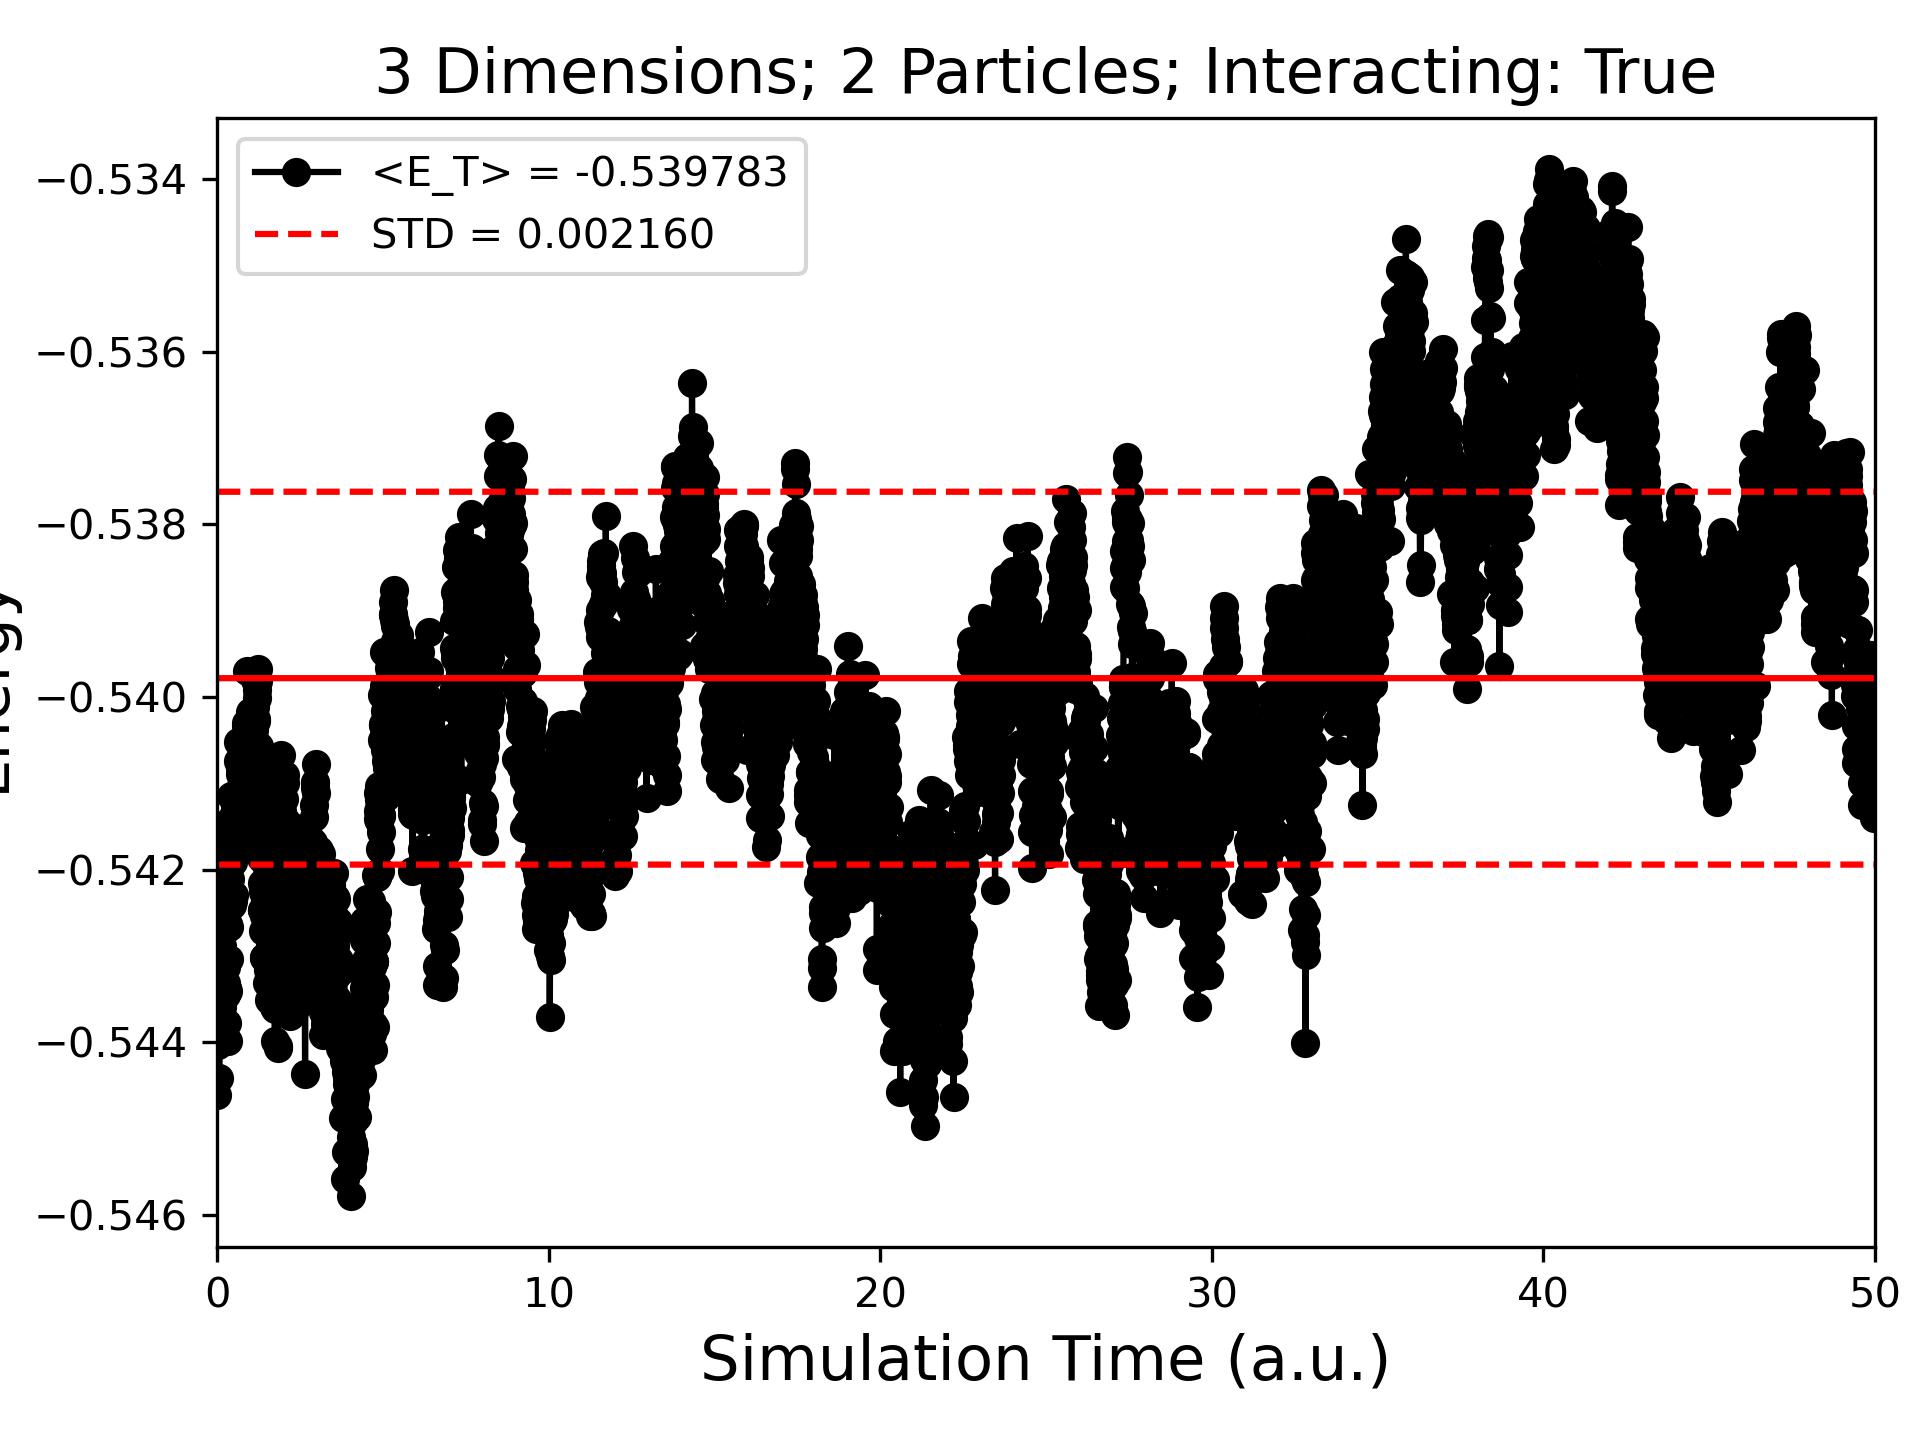 3 Dimensions; 2 Particles; Interacting: True
<E_T> = -0.539783
STD = 0.002160
−0.534
−0.536
−0.538
−0.540
−0.542
−0.544
−0.546
Energy
0 10 20 30 40 50
Simulation Time (a.u.)